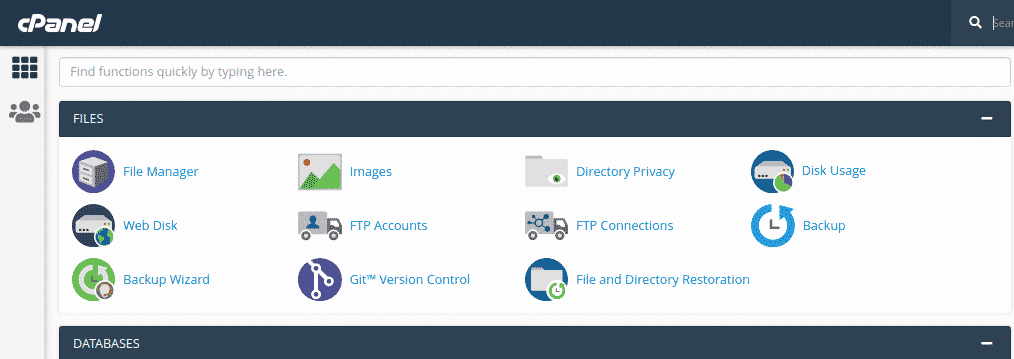 cPanel
Sear
Find functions quickly by typing here.
FILES
File Manager
Images
Directory Privacy
Disk Usage
Web Disk
FTP Accounts
FTP Connections
Backup
Backup Wizard
Git™ Version Control
File and Directory Restoration
DATABASES